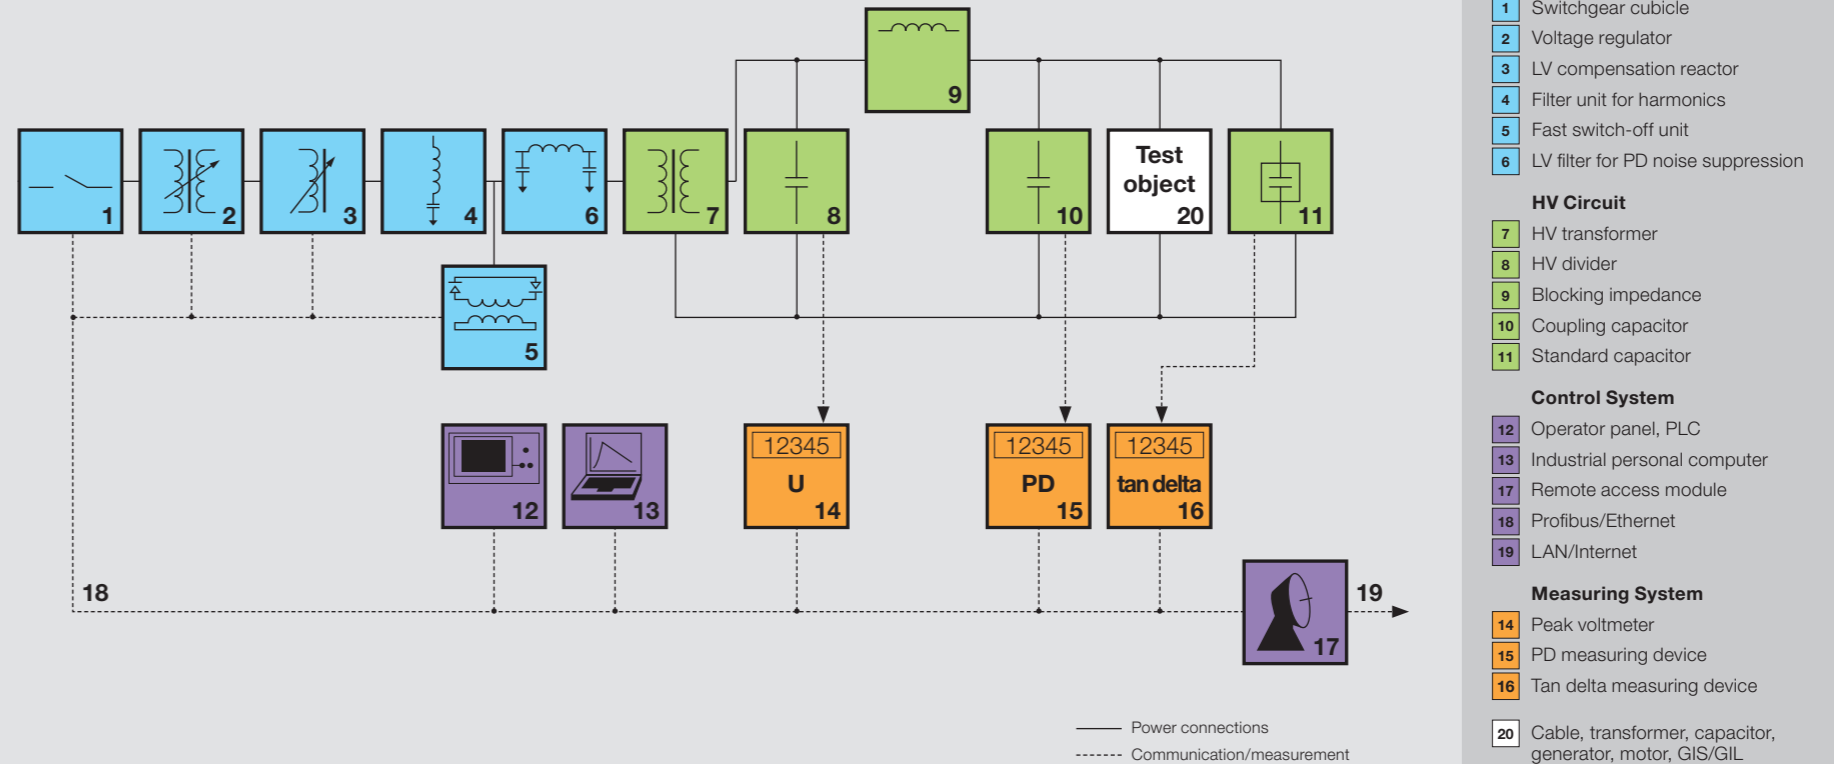 9
1
2
3
4
6
7
8
10
Test
object
20
11
5
12
13
12345
U
14
12345
PD
15
12345
tan delta
16
18
17
19
Power connections
Communication/measurement
1 Switchgear cubicle
2 Voltage regulator
3 LV compensation reactor
4 Filter unit for harmonics
5 Fast switch-off unit
6 LV filter for PD noise suppression
HV Circuit
7 HV transformer
8 HV divider
9 Blocking impedance
10 Coupling capacitor
11 Standard capacitor
Control System
12 Operator panel, PLC
13 Industrial personal computer
17 Remote access module
18 Profibus/Ethernet
19 LAN/Internet
Measuring System
14 Peak voltmeter
15 PD measuring device
16 Tan delta measuring device
20 Cable, transformer, capacitor,
generator, motor, GIS/GIL